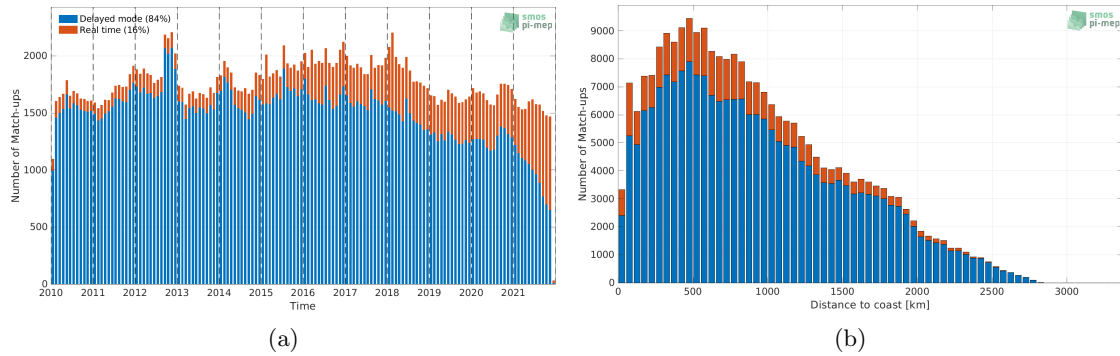 Delayed mode (84%)
Real time (16%)
smos
pi-mep
Number of Match-ups
2000
1500
1000
500
0
2010 2011 2012 2013 2014 2015 2016 2017 2018 2019 2020 2021
Time
(a)
smos
pi-mep
Number of Match-ups
9000
8000
7000
6000
5000
4000
3000
2000
1000
0
0 500 1000 1500 2000 2500 3000
Distance to coast [km]
(b)